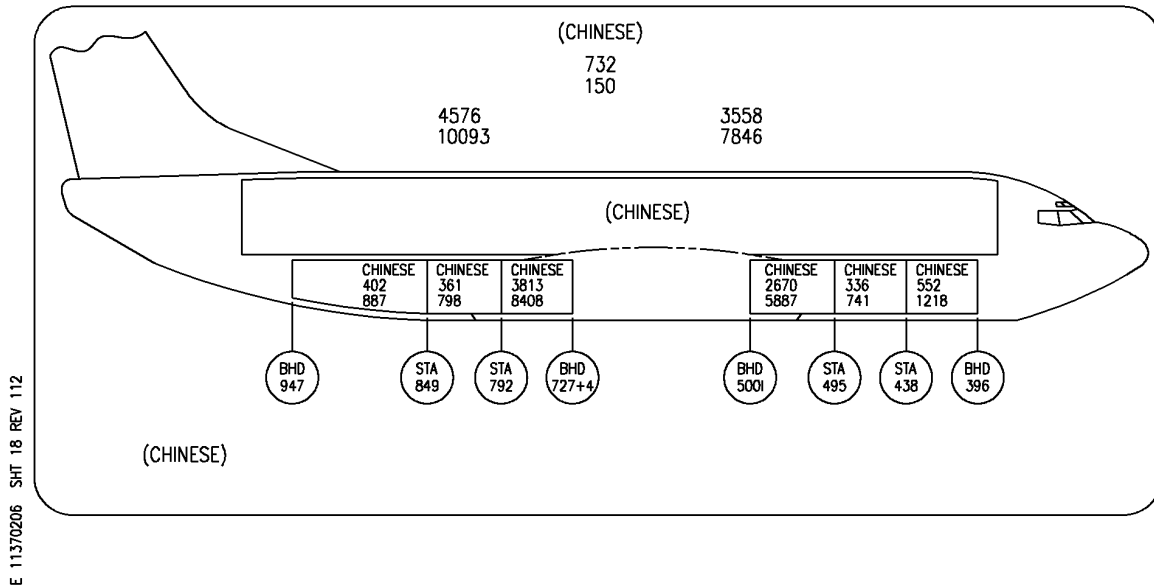 (CHINESE)
732
150
4576
10093
3558
7846
(CHINESE)
CHINESE
402
887
CHINESE
361
798
CHINESE
3813
8408
CHINESE
2670
5887
CHINESE
336
741
CHINESE
552
1218
BHD
947
STA
849
STA
792
BHD
727+4
BHD
500I
STA
495
STA
438
BHD
396
(CHINESE)
E 11370206 SHT 18 REV 112